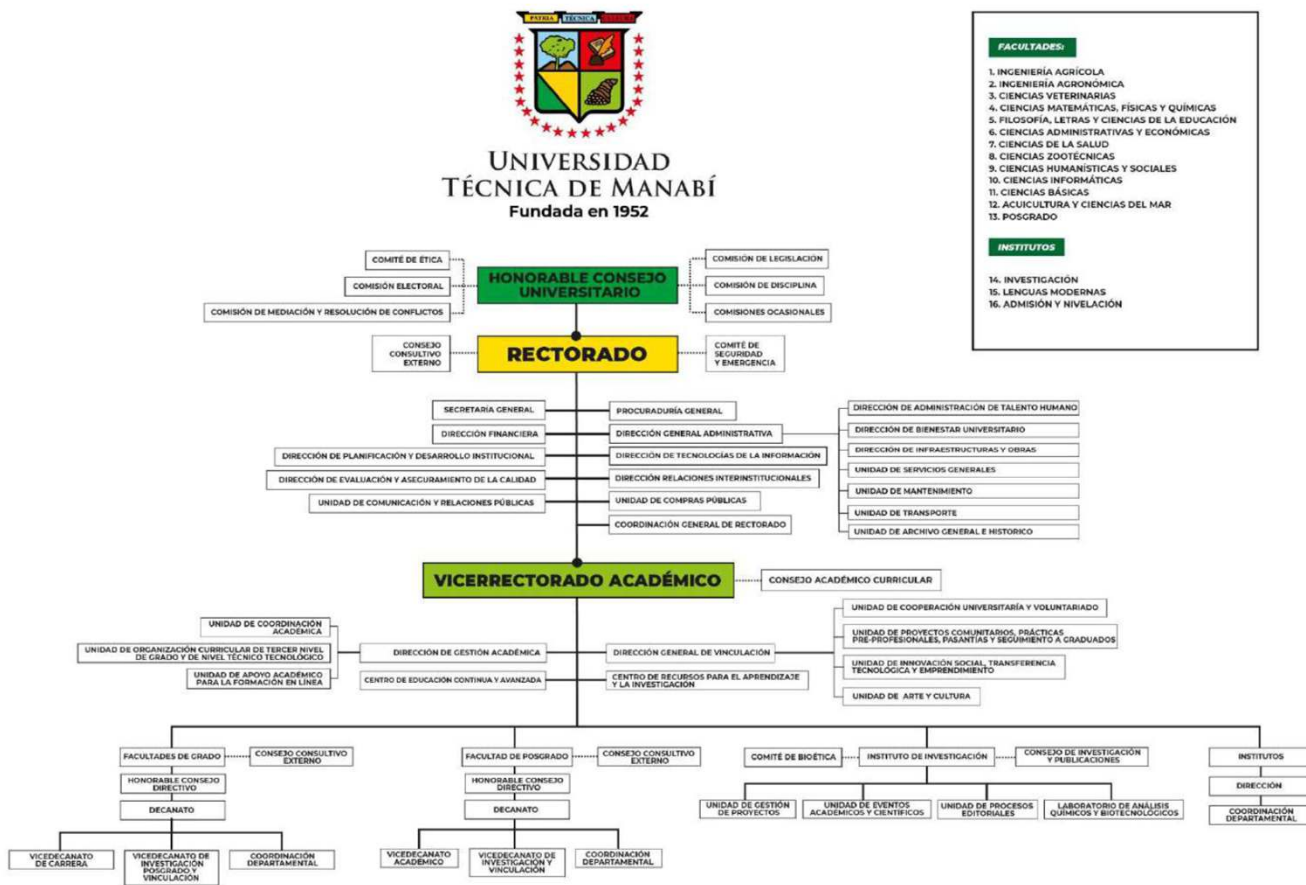 PATRIA TÉCNICA
UNIVERSIDAD
TÉCNICA DE MANABÍ
Fundada en 1952
FACULTADES:
1. INGENIERÍA AGRÍCOLA
2. INGENIERÍA AGRONÓMICA
3. CIENCIAS VETERINARIAS
4. CIENCIAS MATEMÁTICAS, FÍSICAS Y QUÍMICAS
5. FILOSOFÍA, LETRAS Y CIENCIAS DE LA EDUCACIÓN
6. CIENCIAS ADMINISTRATIVAS Y ECONÓMICAS
7. CIENCIAS DE LA SALUD
8. CIENCIAS ZOOTÉCNICAS
9. CIENCIAS HUMANÍSTICAS Y SOCIALES
10. CIENCIAS INFORMÁTICAS
11. CIENCIAS BÁSICAS
12. ACUICULTURA Y CIENCIAS DEL MAR
13. POSGRADO
INSTITUTOS
14. INVESTIGACIÓN
15. LENGUAS MODERNAS
16. ADMISIÓN Y NIVELACIÓN
COMITÉ DE ÉTICA
COMISIÓN ELECTORAL
COMISIÓN DE MEDIACIÓN Y RESOLUCIÓN DE CONFLICTOS
HONORABLE CONSEJO
UNIVERSITARIO
COMISIÓN DE LEGISLACIÓN
COMISIÓN DE DISCIPLINA
COMISIONES OCASIONALES
CONSEJO
CONSULTIVO
EXTERNO
RECTORADO
COMITÉ DE
SEGURIDAD
Y EMERGENCIA
SECRETARÍA GENERAL
DIRECCIÓN FINANCIERA
DIRECCIÓN DE PLANIFICACIÓN Y DESARROLLO INSTITUCIONAL
DIRECCIÓN DE EVALUACIÓN Y ASEGURAMIENTO DE LA CALIDAD
UNIDAD DE COMUNICACIÓN Y RELACIONES PÚBLICAS
PROCURADURÍA GENERAL
DIRECCIÓN GENERAL ADMINISTRATIVA
DIRECCIÓN DE TECNOLOGÍAS DE LA INFORMACIÓN
DIRECCIÓN RELACIONES INTERINSTITUCIONALES
UNIDAD DE COMPRAS PÚBLICAS
COORDINACIÓN GENERAL DE RECTORADO
DIRECCIÓN DE ADMINISTRACIÓN DE TALENTO HUMANO
DIRECCIÓN DE BIENESTAR UNIVERSITARIO
DIRECCIÓN DE INFRAESTRUCTURAS Y OBRAS
UNIDAD DE SERVICIOS GENERALES
UNIDAD DE MANTENIMIENTO
UNIDAD DE TRANSPORTE
UNIDAD DE ARCHIVO GENERAL E HISTORICO
VICERRECTORADO ACADÉMICO
CONSEJO ACADÉMICO CURRICULAR
UNIDAD DE COORDINACIÓN
ACADÉMICA
UNIDAD DE ORGANIZACIÓN CURRICULAR DE TERCER NIVEL
DE GRADO Y DE NIVEL TÉCNICO TECNOLÓGICO
UNIDAD DE APOYO ACADÉMICO
PARA LA FORMACIÓN EN LÍNEA
DIRECCIÓN DE GESTIÓN ACADÉMICA
CENTRO DE EDUCACIÓN CONTINUA Y AVANZADA
DIRECCIÓN GENERAL DE VINCULACIÓN
CENTRO DE RECURSOS PARA EL APRENDIZAJE
Y LA INVESTIGACIÓN
UNIDAD DE COOPERACIÓN UNIVERSITARÍA Y VOLUNTARIADO
UNIDAD DE PROYECTOS COMUNITARIOS, PRÁCTICAS
PRE-PROFESIONALES, PASANTÍAS Y SEGUIMIENTO A GRADUADOS
UNIDAD DE INNOVACIÓN SOCIAL, TRANSFERENCIA
TECNOLÓGICA Y EMPRENDIMIENTO
UNIDAD DE ARTE Y CULTURA
FACULTADES DE GRADO
CONSEJO CONSULTIVO
EXTERNO
HONORABLE CONSEJO
DIRECTIVO
DECANATO
VICEDECANATO
DE CARRERA
VICEDECANATO DE
INVESTIGACIÓN
POSGRADO Y
VINCULACIÓN
COORDINACIÓN
DEPARTAMENTAL
FACULTAD DE POSGRADO
CONSEJO CONSULTIVO
EXTERNO
HONORABLE CONSEJO
DIRECTIVO
DECANATO
VICEDECANATO
ACADÉMICO
VICEDECANATO DE
INVESTIGACIÓN Y
VINCULACIÓN
COORDINACIÓN
DEPARTAMENTAL
COMITÉ DE BIOÉTICA
INSTITUTO DE INVESTIGACIÓN
CONSEJO DE INVESTIGACIÓN
Y PUBLICACIONES
UNIDAD DE GESTIÓN
DE PROYECTOS
UNIDAD DE EVENTOS
ACADÉMICOS Y CIENTÍFICOS
UNIDAD DE PROCESOS
EDITORIALES
LABORATORIO DE ANÁLISIS
QUÍMICOS Y BIOTECNOLÓGICOS
INSTITUTOS
DIRECCIÓN
COORDINACIÓN
DEPARTAMENTAL